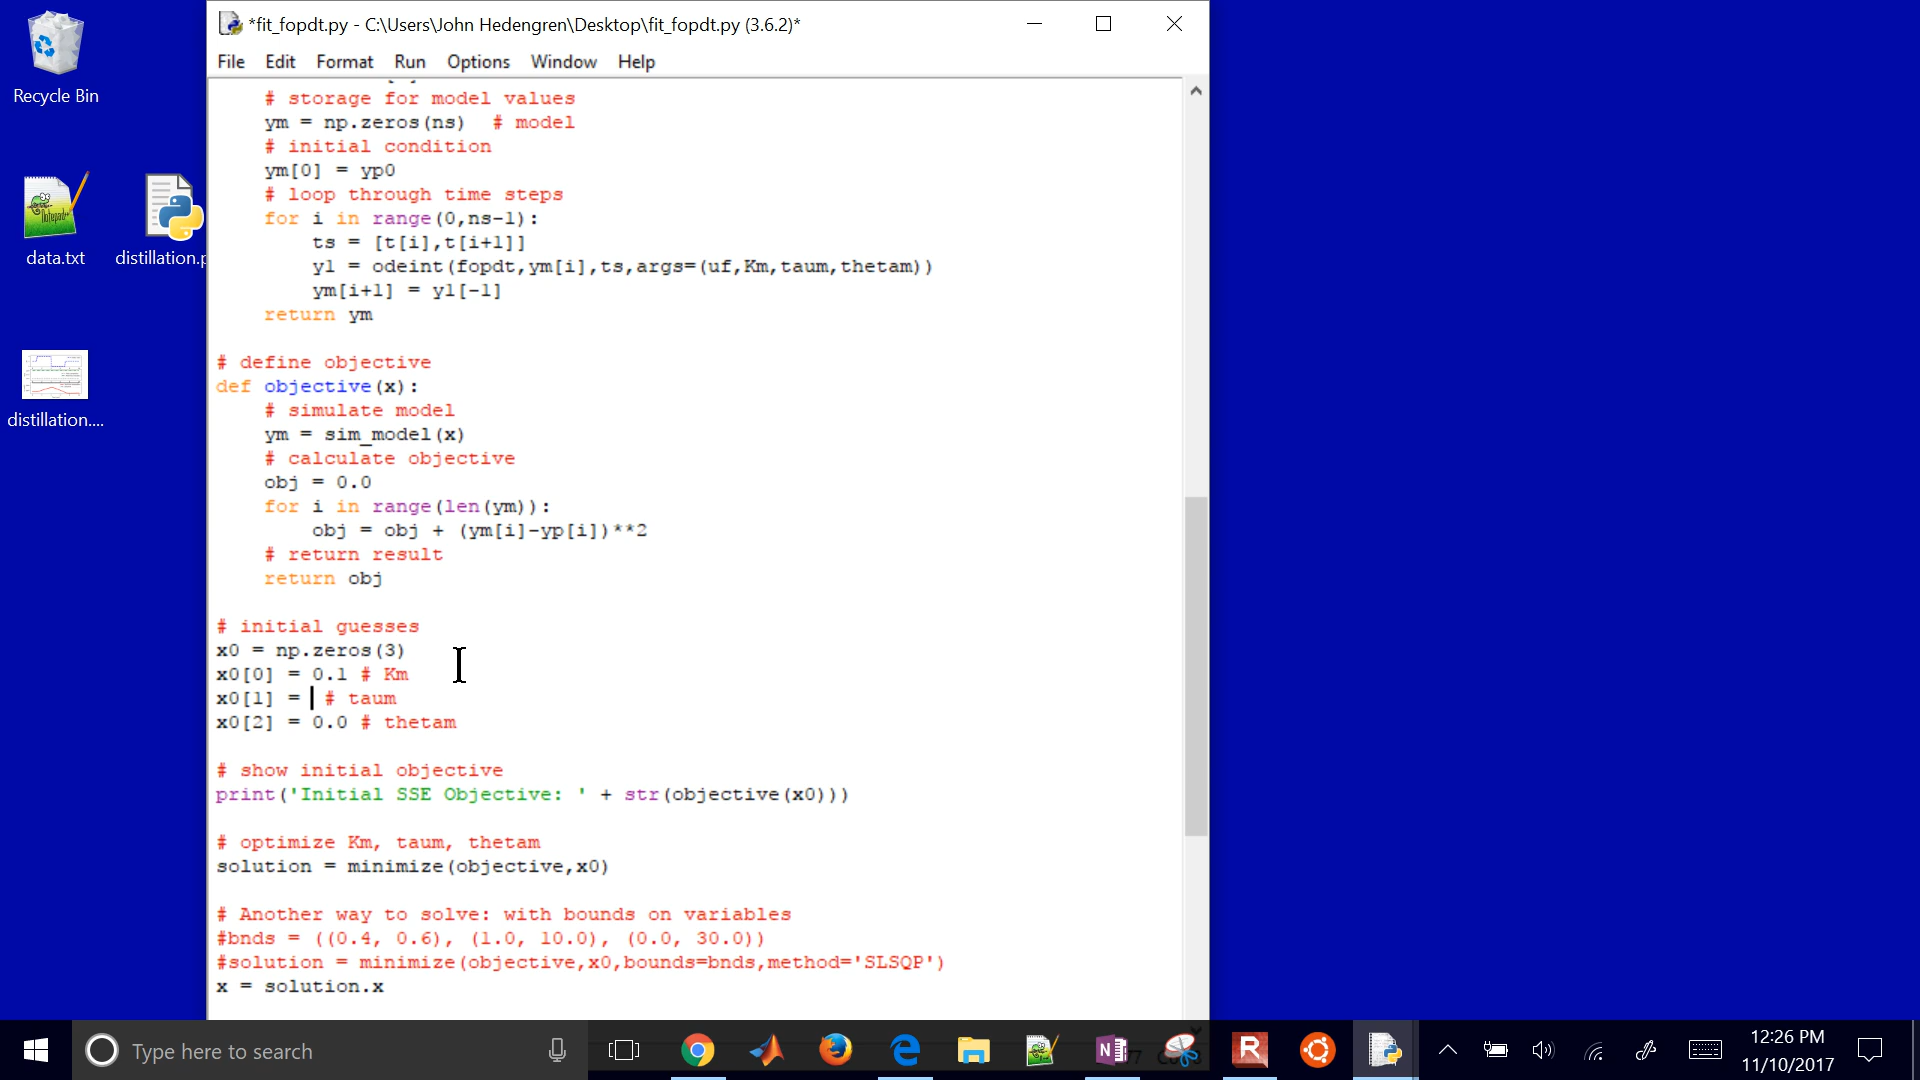 *fit_fopdt.py - C:\Users\John Hedengren\Desktop\fit_fopdt.py (3.6.2)*
File Edit Format Run Options Window Help
Recycle Bin
data.txt
distillation.p
distillation....
# storage for model values
ym = np.zeros(ns)  # model
# initial condition
ym[0] = yp0
# loop through time steps
for i in range(0,ns-1):
ts = [t[i],t[i+1]]
y1 = odeint(fopdt,ym[i],ts,args=(uf,Km,taum,thetam))
ym[i+1] = y1[-1]
return ym
# define objective
def objective(x):
# simulate model
ym = sim_model(x)
# calculate objective
obj = 0.0
for i in range(len(ym)):
obj = obj + (ym[i]-yp[i])**2
# return result
return obj
# initial guesses
x0 = np.zeros(3)
x0[0] = 0.1 # Km
x0[1] = # taum
x0[2] = 0.0 # thetam
# show initial objective
print('Initial SSE Objective: ' + str(objective(x0)))
# optimize Km, taum, thetam
solution = minimize(objective,x0)
# Another way to solve: with bounds on variables
#bnds = ((0.4, 0.6), (1.0, 10.0), (0.0, 30.0))
#solution = minimize(objective,x0,bounds=bnds,method='SLSQP')
x = solution.x
Type here to search
12:26 PM
11/10/2017